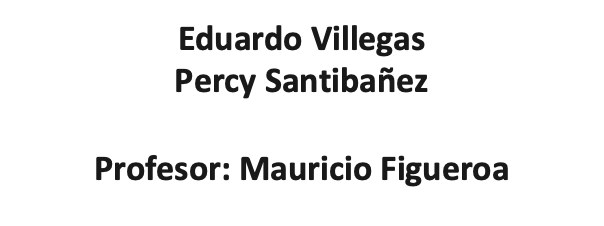 Eduardo Villegas
Percy Santibañez
Profesor: Mauricio Figueroa